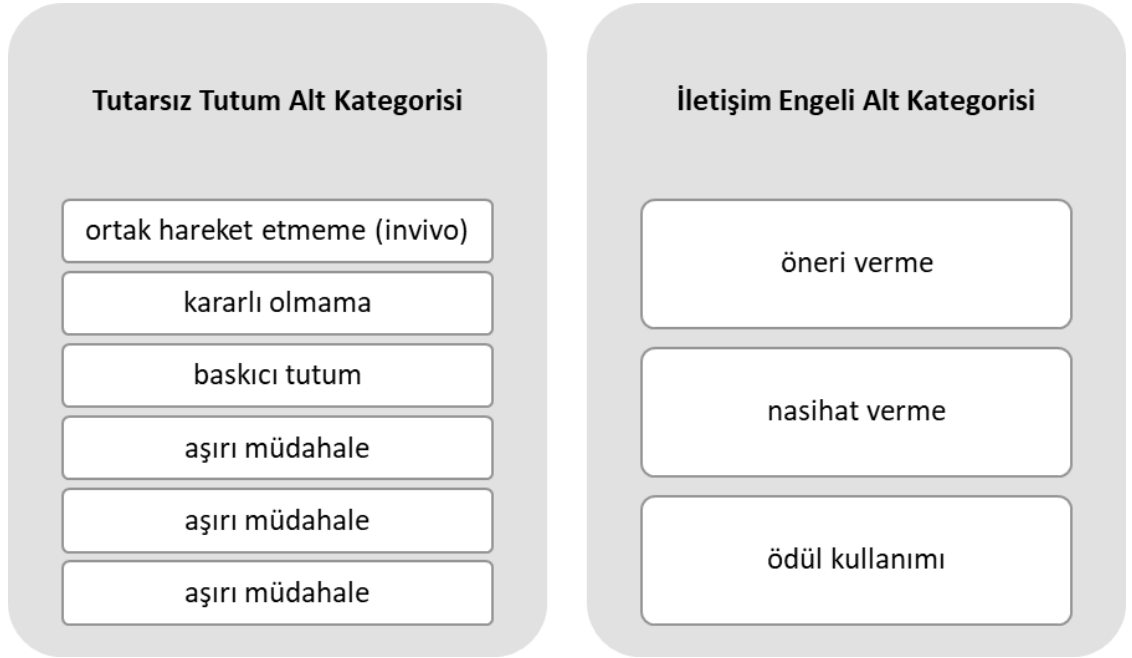 Tutarsız Tutum Alt Kategorisi
ortak hareket etmeme (invivo)
kararlı olmama
baskıcı tutum
aşırı müdahale
aşırı müdahale
aşırı müdahale
İletişim Engeli Alt Kategorisi
öneri verme
nasihat verme
ödül kullanımı